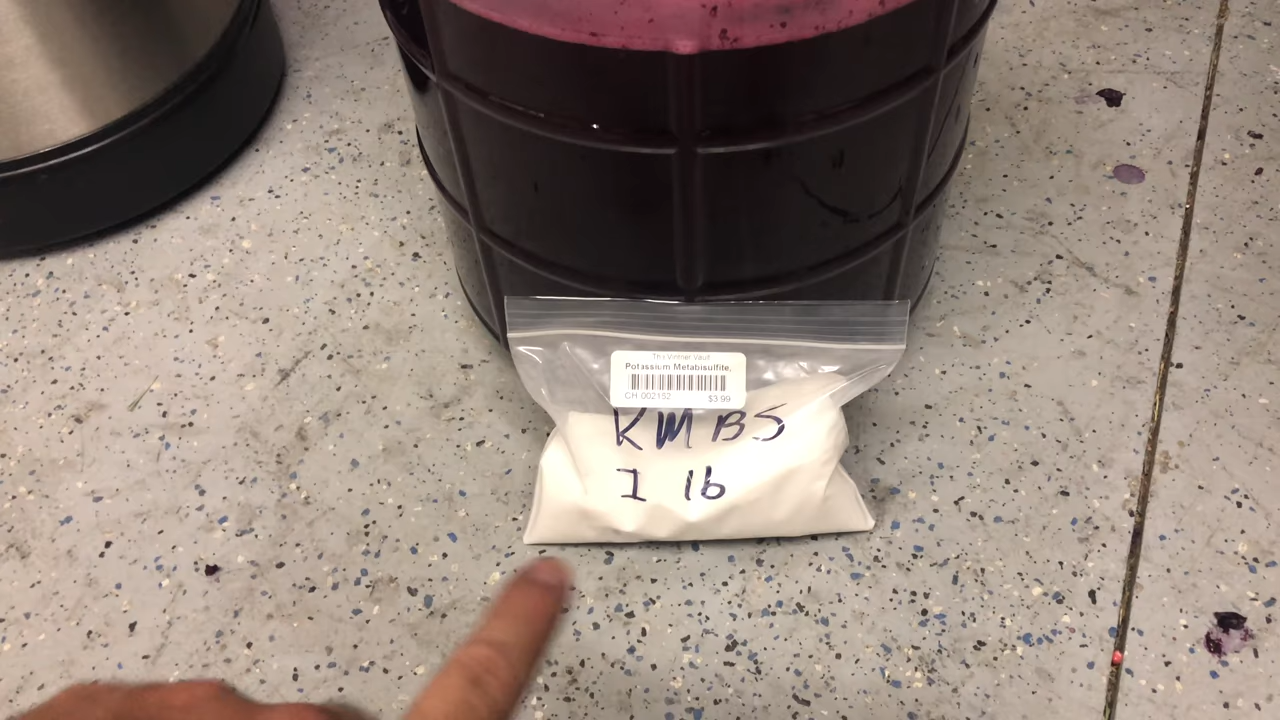 The Vintner Vault
Potassium Metabisulfite,
CH 002152 $3.99
KMBS
1 lb